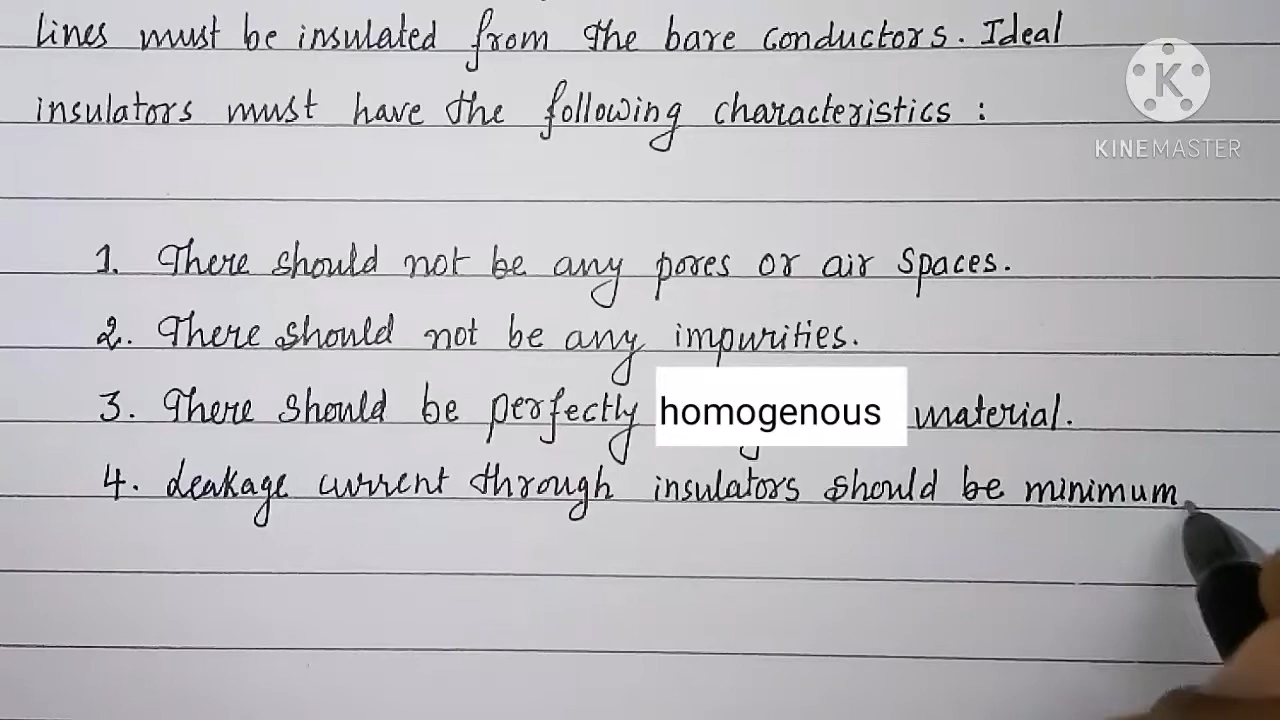 lines must be insulated from the bare conductors. Ideal
insulators must have the following characteristics :
KINEMASTER
1. There should not be any pores or air spaces.
2. There should not be any impurities.
3. There should be perfectly homogenous material.
4. Leakage current through insulators should be minimum